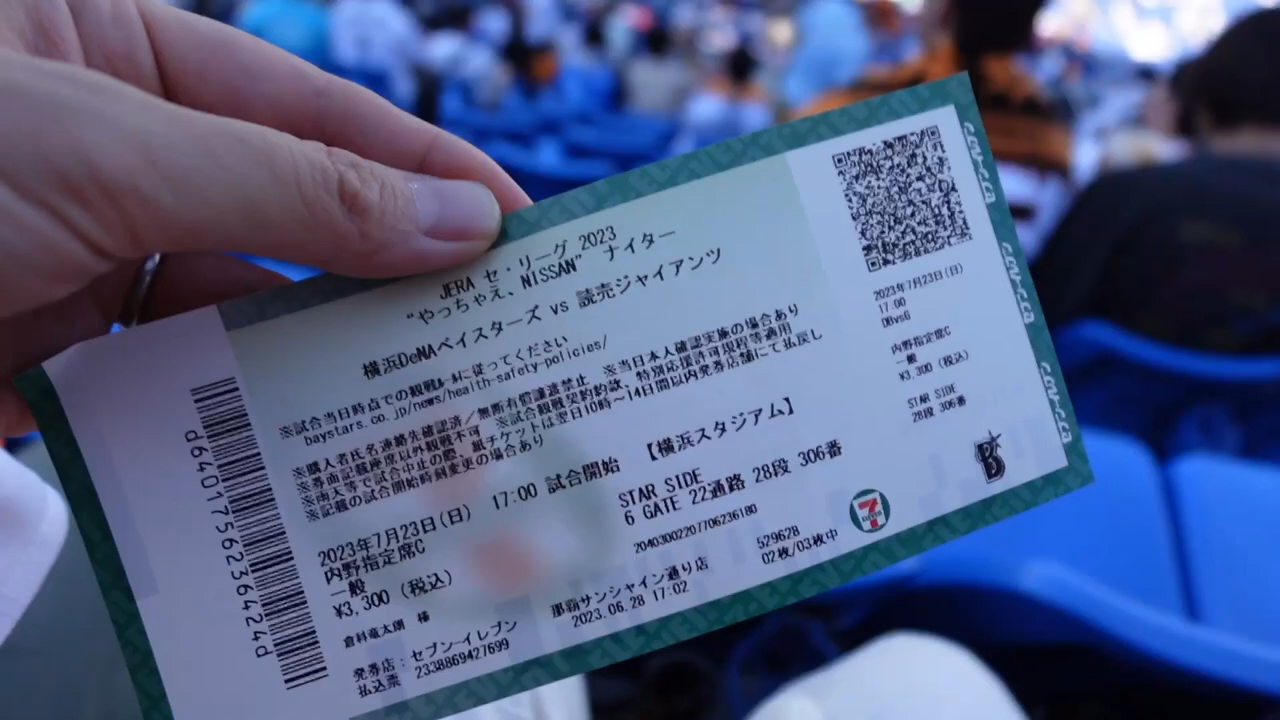 JERA セ・リーグ 2023
“やっちゃえ、NISSAN” ナイター
横浜DeNAベイスターズ vs 読売ジャイアンツ
※試合当日時点での観戦ﾙｰﾙに従ってください
baystars.co.jp/news/health-safety-policies/
※購入者氏名連絡先確認済／無断有償譲渡禁止 ※当日本人確認実施の場合あり
※券面記載座席以外観戦不可 ※試合観戦契約約款、特別応援許可規程等適用
※雨天等で試合中止の際、紙チケットは翌日10時～14日間以内発券店舗にて払戻し
※記載の試合開始時刻変更の場合あり
2023年7月23日(日) 17:00 試合開始 【横浜スタジアム】
内野指定席C
一般
¥3,300 (税込)
STAR SIDE
6 GATE 22通路 28段 306番
20403002207706236180
倉科竜太朗 様
発券店：セブン-イレブン 那覇サンシャイン通り店 529628
払込票 2338869427699 2023.06.28 17:02 02枚/03枚中
d6401756236424d
2023年7月23日(日)
17:00
DBvsG
内野指定席C
一般
¥3,300 (税込)
STAR SIDE
28段 306番